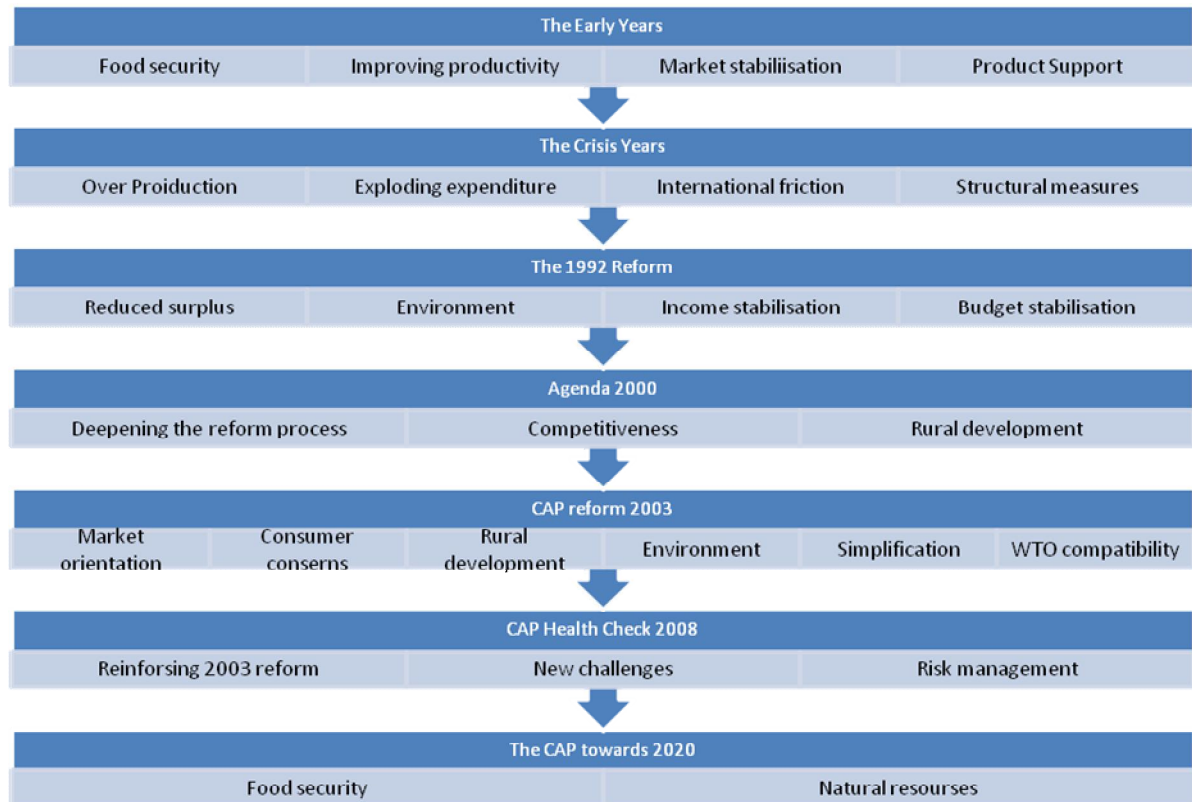 The Early Years
Food security Improving productivity Market stabiliisation Product Support
The Crisis Years
Over Proiduction Exploding expenditure International friction Structural measures
The 1992 Reform
Reduced surplus Environment Income stabilisation Budget stabilisation
Agenda 2000
Deepening the reform process Competitiveness Rural development
CAP reform 2003
Market orientation Consumer conserns Rural development Environment Simplification WTO compatibility
CAP Health Check 2008
Reinforsing 2003 reform New challenges Risk management
The CAP towards 2020
Food security Natural resourses